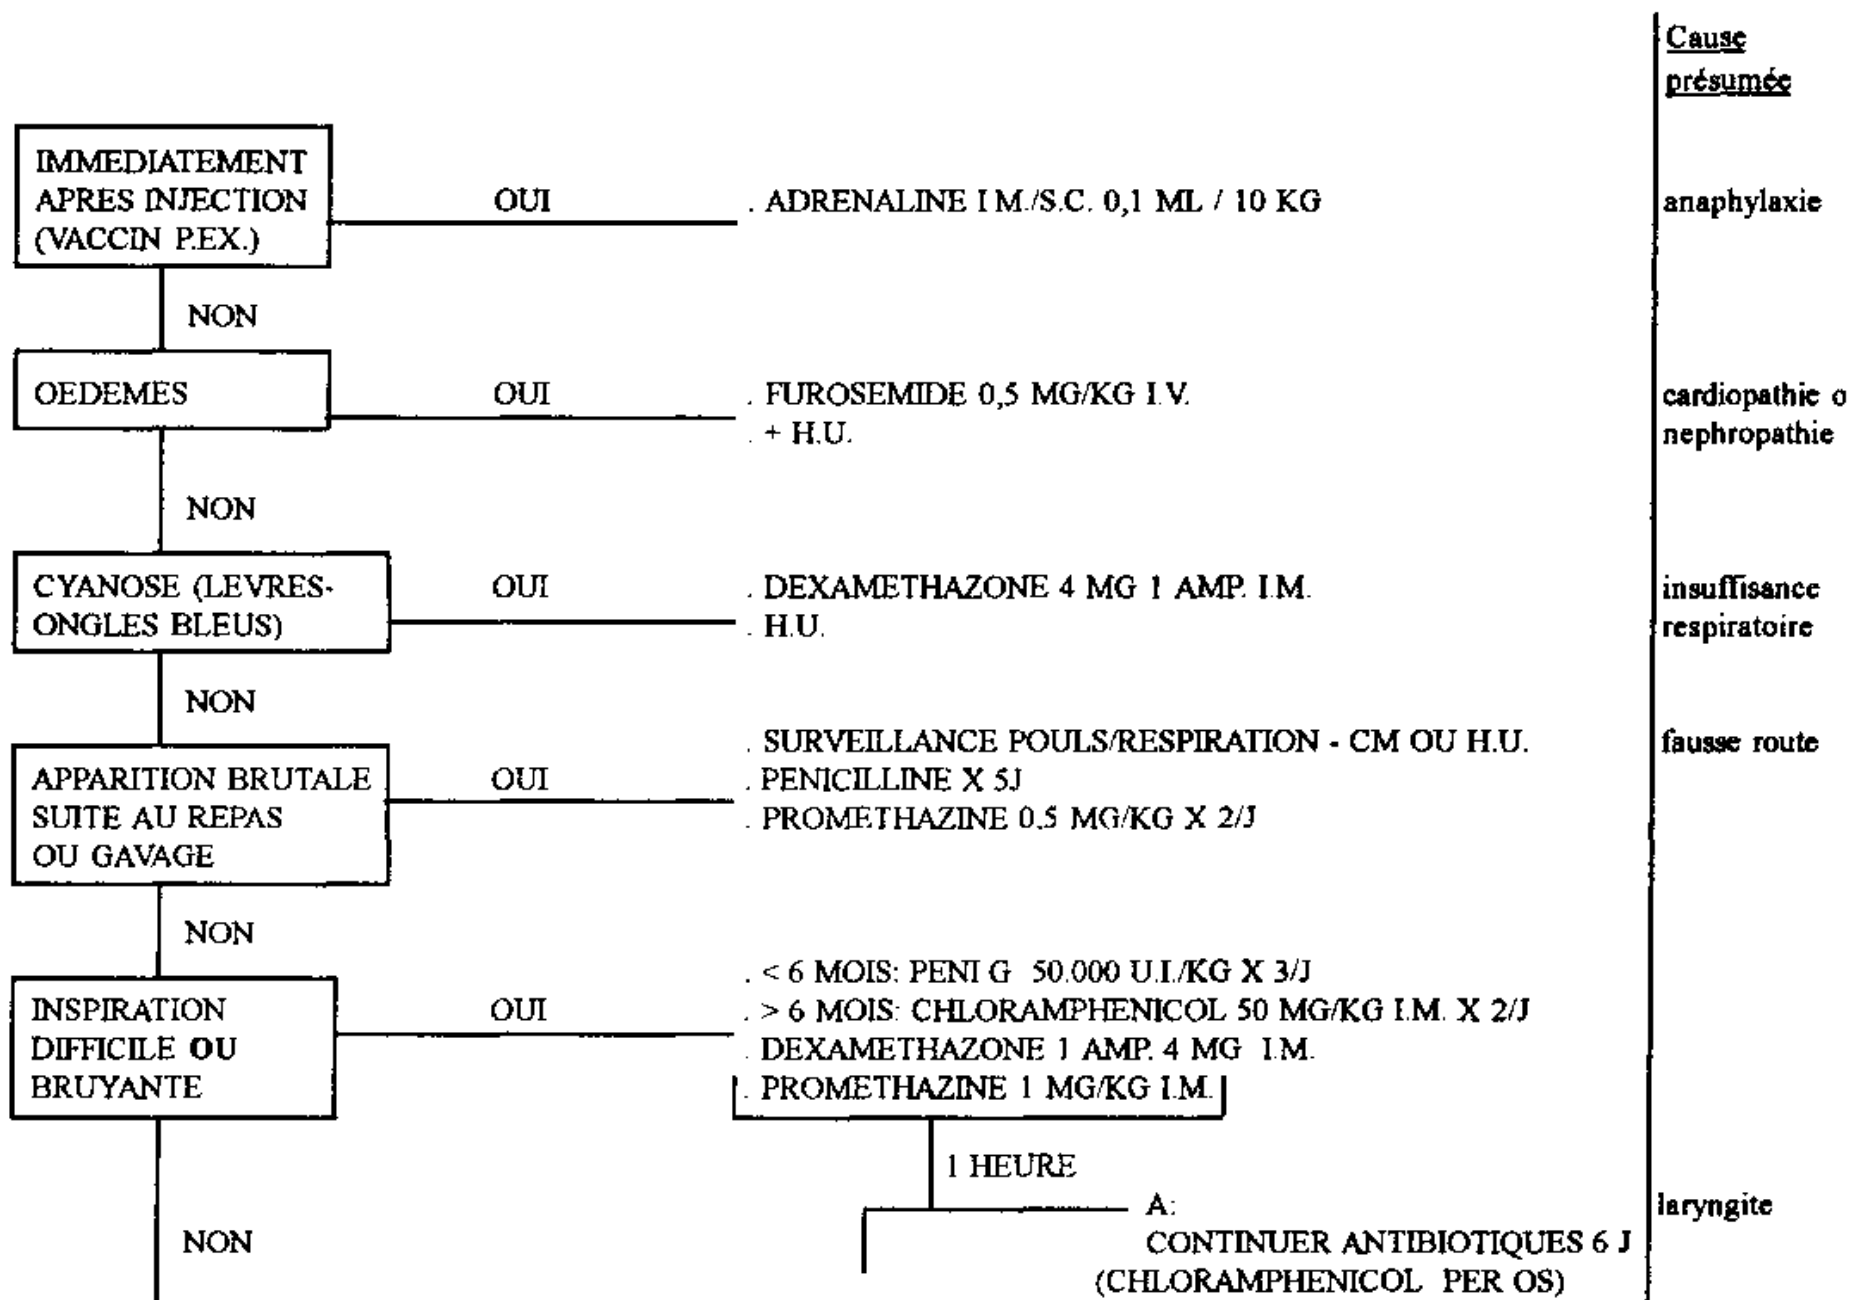 Cause
présumée
IMMEDIATEMENT
APRES INJECTION
(VACCIN P.EX.)
OUI
. ADRENALINE I M./S.C. 0,1 ML / 10 KG
anaphylaxie
NON
OEDEMES
OUI
. FUROSEMIDE 0,5 MG/KG I.V.
. + H.U.
cardiopathie o
nephropathie
NON
CYANOSE (LEVRES-
ONGLES BLEUS)
OUI
. DEXAMETHAZONE 4 MG 1 AMP. I.M.
. H.U.
insuffisance
respiratoire
NON
APPARITION BRUTALE
SUITE AU REPAS
OU GAVAGE
OUI
. SURVEILLANCE POULS/RESPIRATION - CM OU H.U.
. PENICILLINE X 5J
. PROMETHAZINE 0,5 MG/KG X 2/J
fausse route
NON
INSPIRATION
DIFFICILE OU
BRUYANTE
OUI
. < 6 MOIS: PENI G 50.000 U.I./KG X 3/J
. > 6 MOIS: CHLORAMPHENICOL 50 MG/KG I.M. X 2/J
. DEXAMETHAZONE 1 AMP. 4 MG I.M.
. PROMETHAZINE 1 MG/KG I.M.
1 HEURE
A:
CONTINUER ANTIBIOTIQUES 6 J
(CHLORAMPHENICOL PER OS)
laryngite
NON